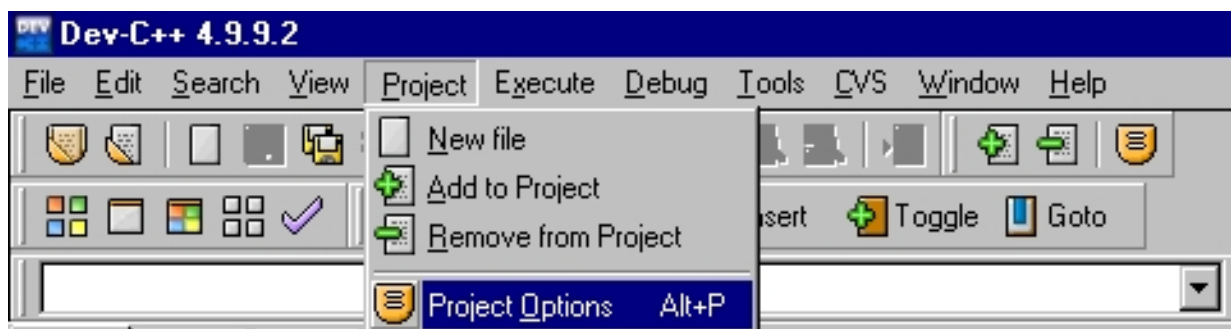 Dev-C++ 4.9.9.2
File Edit Search View Project Execute Debug Tools CVS Window Help
New file
Add to Project
Toggle Goto
Remove from Project
Project Options Alt+P